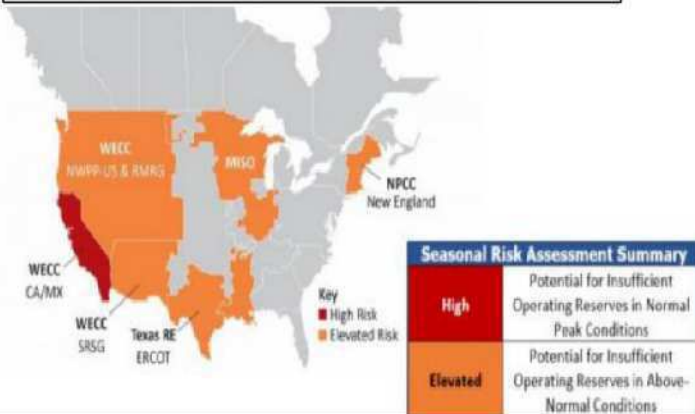 WECC
NWPP-US & RMRG
MISO
NPCC
New England
WECC
CA/MX
WECC
SRSG
Texas RE
ERCOT
Key
High Risk
Elevated Risk
Seasonal Risk Assessment Summary
High
Potential for Insufficient
Operating Reserves in Normal
Peak Conditions
Elevated
Potential for Insufficient
Operating Reserves in Above-
Normal Conditions